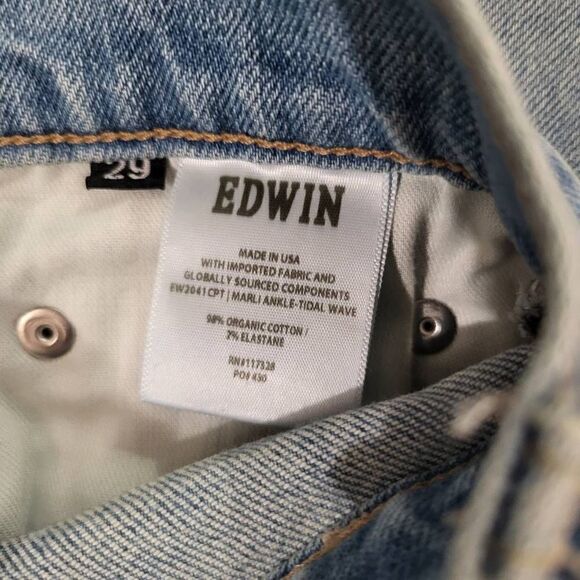 29
EDWIN
MADE IN USA
WITH IMPORTED FABRIC AND
GLOBALLY SOURCED COMPONENTS
EW2041CPT | MARLI ANKLE-TIDAL WAVE
98% ORGANIC COTTON /
2% ELASTANE
RN#117328
PO# 450